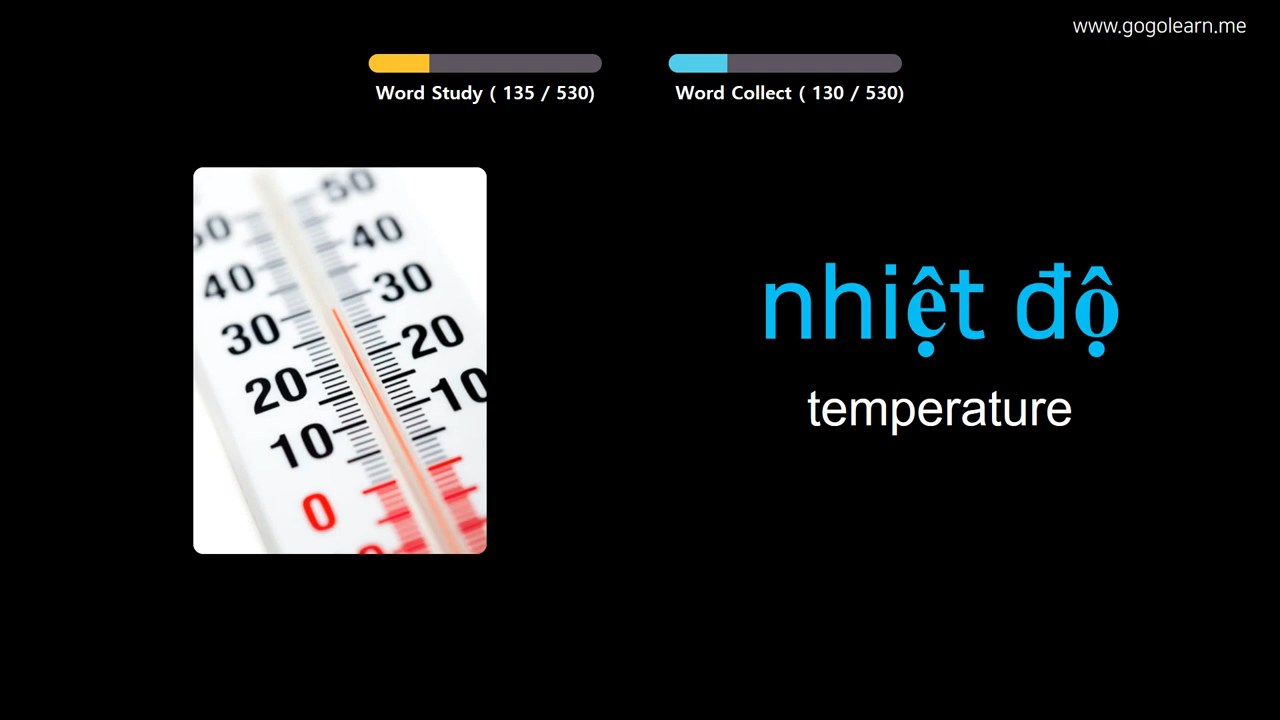 www.gogolearn.me
Word Study ( 135 / 530)
Word Collect ( 130 / 530)
50
50
40
40
30
30
20
20
10
10
0
nhiệt độ
temperature